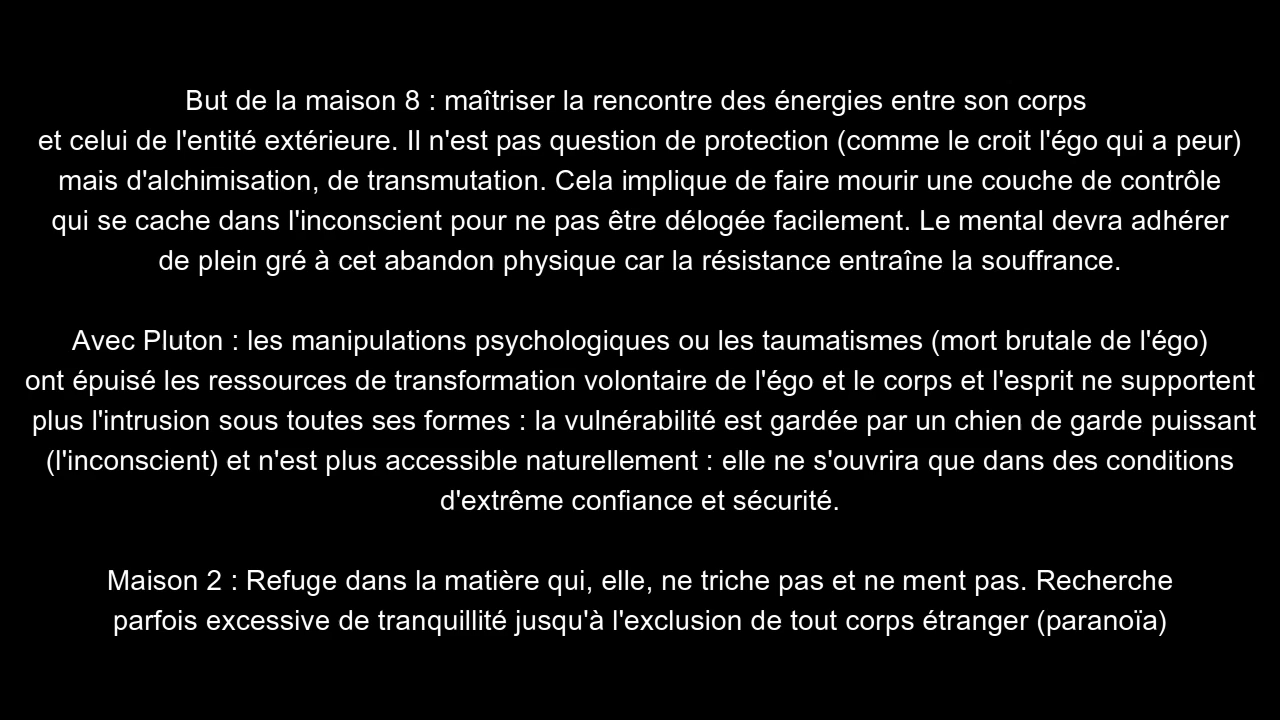 But de la maison 8 : maîtriser la rencontre des énergies entre son corps
et celui de l'entité extérieure. Il n'est pas question de protection (comme le croit l'égo qui a peur)
mais d'alchimisation, de transmutation. Cela implique de faire mourir une couche de contrôle
qui se cache dans l'inconscient pour ne pas être délogée facilement. Le mental devra adhérer
de plein gré à cet abandon physique car la résistance entraîne la souffrance.
Avec Pluton : les manipulations psychologiques ou les taumatismes (mort brutale de l'égo)
ont épuisé les ressources de transformation volontaire de l'égo et le corps et l'esprit ne supportent
plus l'intrusion sous toutes ses formes : la vulnérabilité est gardée par un chien de garde puissant
(l'inconscient) et n'est plus accessible naturellement : elle ne s'ouvrira que dans des conditions
d'extrême confiance et sécurité.
Maison 2 : Refuge dans la matière qui, elle, ne triche pas et ne ment pas. Recherche
parfois excessive de tranquillité jusqu'à l'exclusion de tout corps étranger (paranoïa)